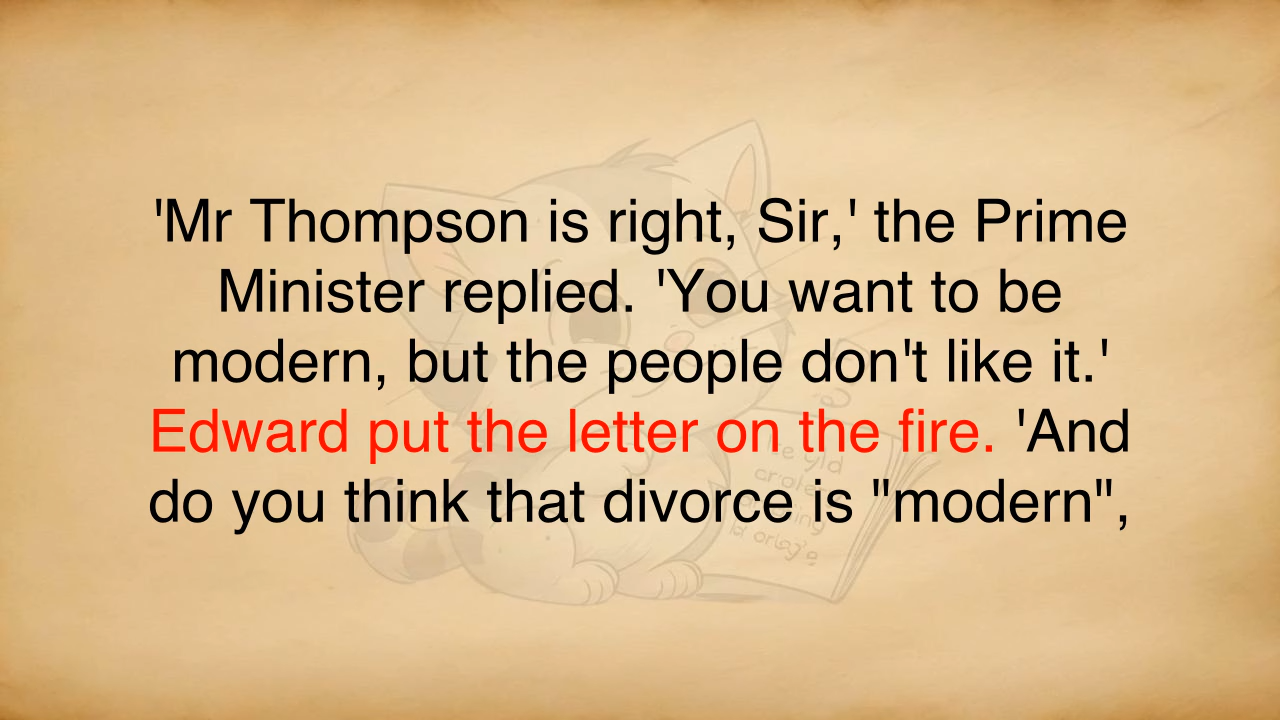 'Mr Thompson is right, Sir,' the Prime
Minister replied. 'You want to be
modern, but the people don't like it.'
Edward put the letter on the fire. 'And
do you think that divorce is "modern",